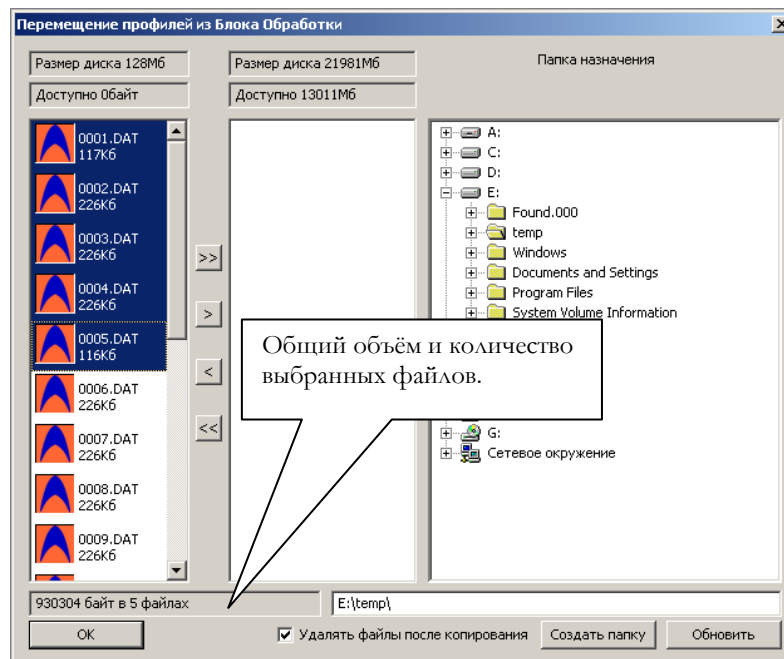 Перемещение профилей из Блока Обработки
Размер диска 128Мб
Размер диска 21981Мб
Папка назначения
Доступно 0байт
Доступно 13011Мб
0001.DAT
117Кб
0002.DAT
226Кб
0003.DAT
226Кб
0004.DAT
226Кб
0005.DAT
116Кб
0006.DAT
226Кб
0007.DAT
226Кб
0008.DAT
226Кб
0009.DAT
226Кб
>>
>
<
<<
A:
C:
D:
E:
Found.000
temp
Windows
Documents and Settings
Program Files
System Volume Information
G:
Сетевое окружение
Общий объём и количество
выбранных файлов.
930304 байт в 5 файлах
E:\temp\
OK
Удалять файлы после копирования
Создать папку
Обновить